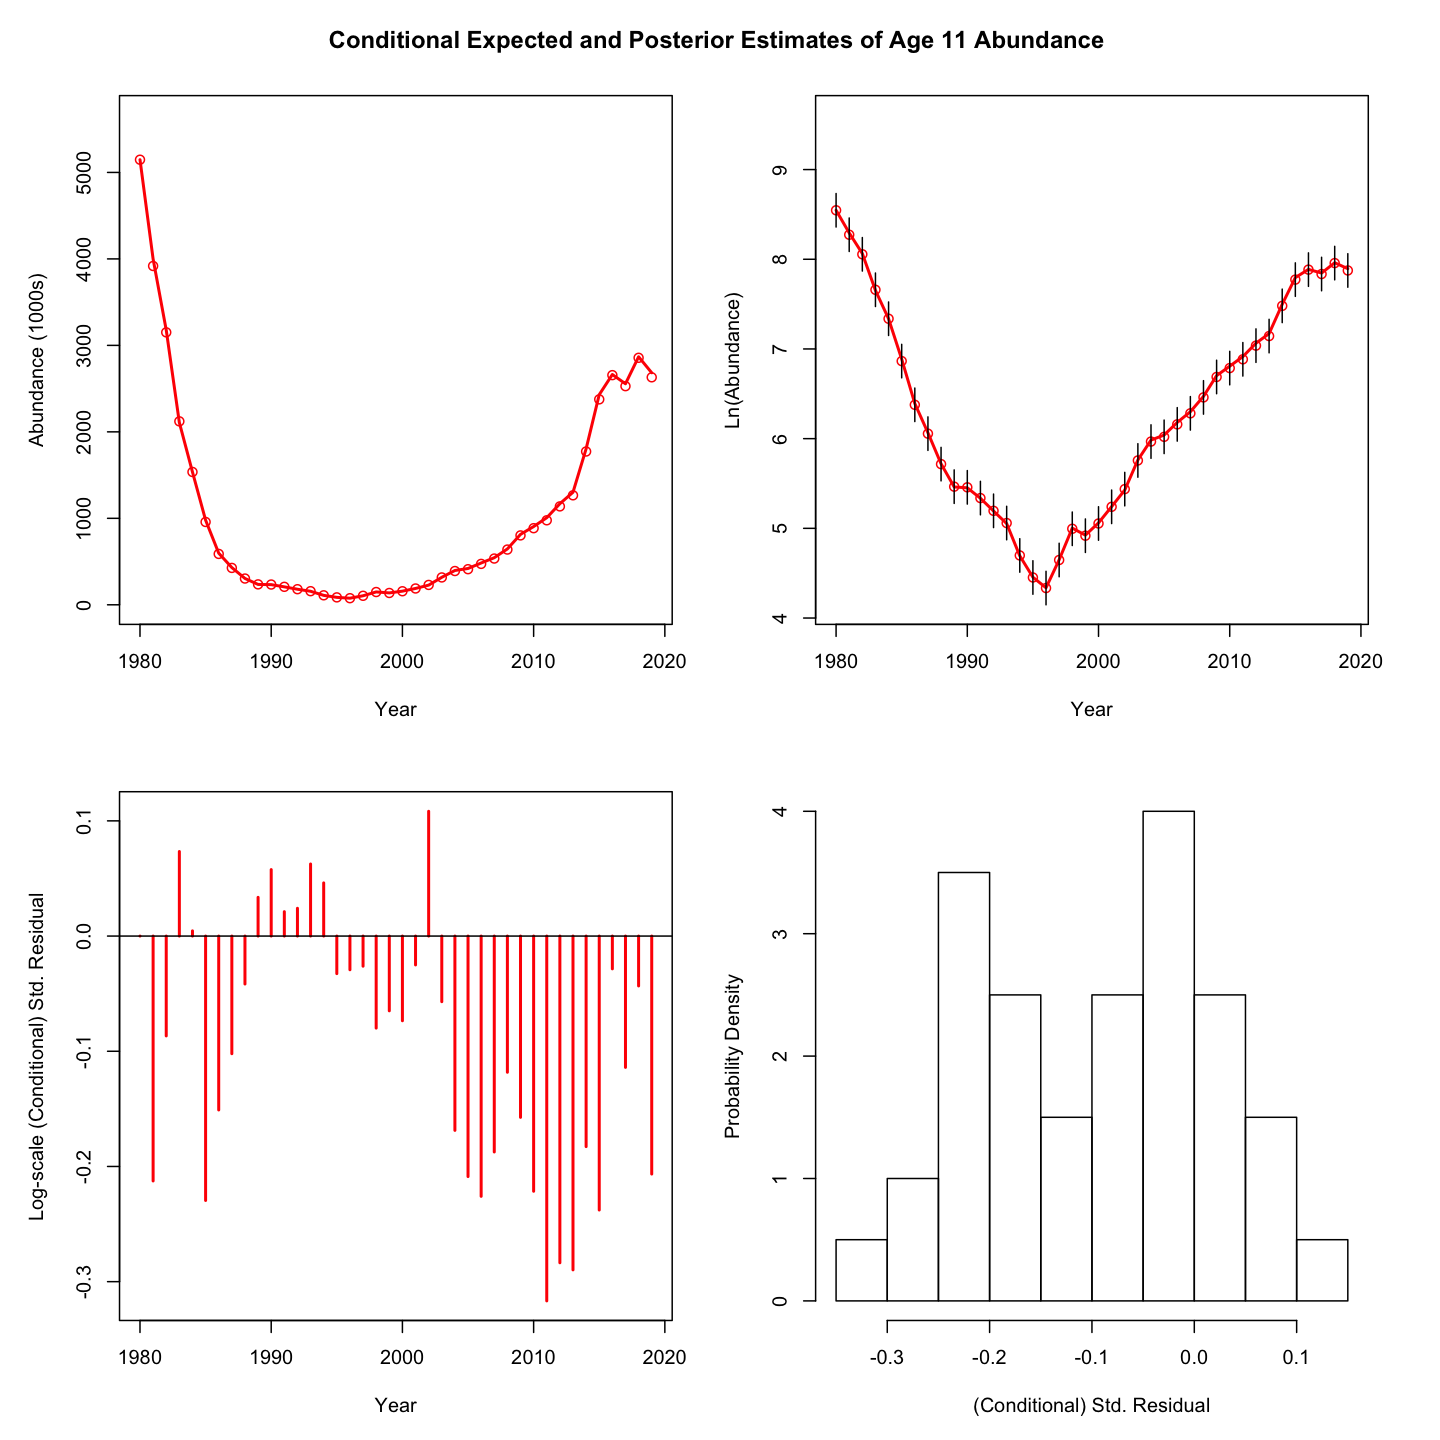 Conditional Expected and Posterior Estimates of Age 11 Abundance
Abundance (1000s)
5000
4000
3000
2000
1000
0
1980 1990 2000 2010 2020
Year
Ln(Abundance)
9
8
7
6
5
4
1980 1990 2000 2010 2020
Year
Log-scale (Conditional) Std. Residual
0.1
0.0
-0.1
-0.2
-0.3
1980 1990 2000 2010 2020
Year
Probability Density
4
3
2
1
0
-0.3 -0.2 -0.1 0.0 0.1
(Conditional) Std. Residual